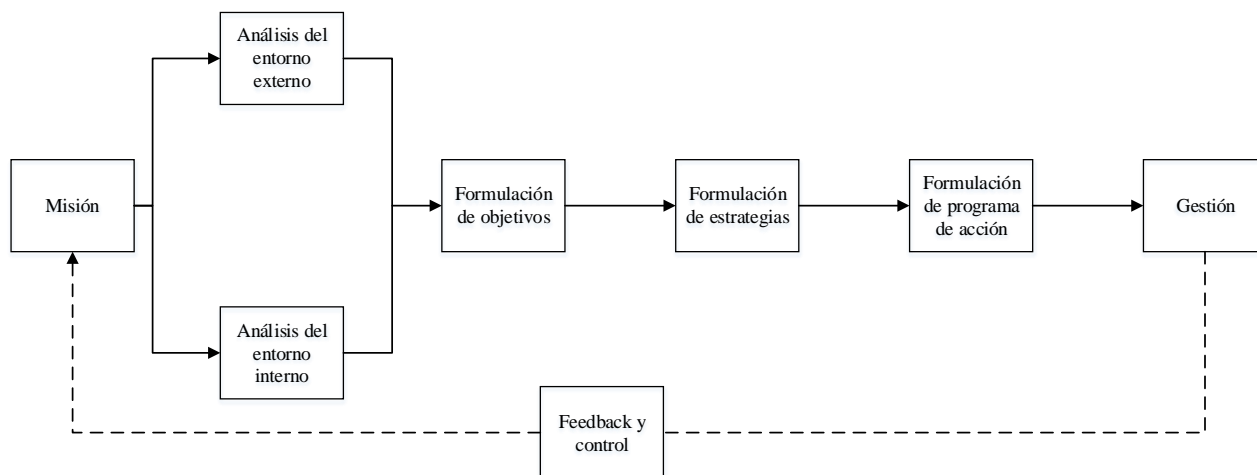 Análisis del
entorno
externo
Misión
Formulación
de objetivos
Formulación
de estrategias
Formulación
de programa
de acción
Gestión
Análisis del
entorno
interno
Feedback y
control